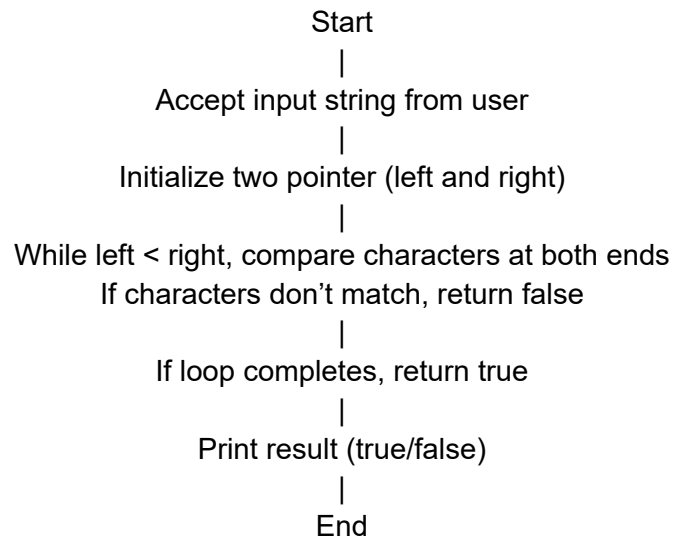 Start
|
Accept input string from user
|
Initialize two pointer (left and right)
|
While left < right, compare characters at both ends
If characters don’t match, return false
|
If loop completes, return true
|
Print result (true/false)
|
End